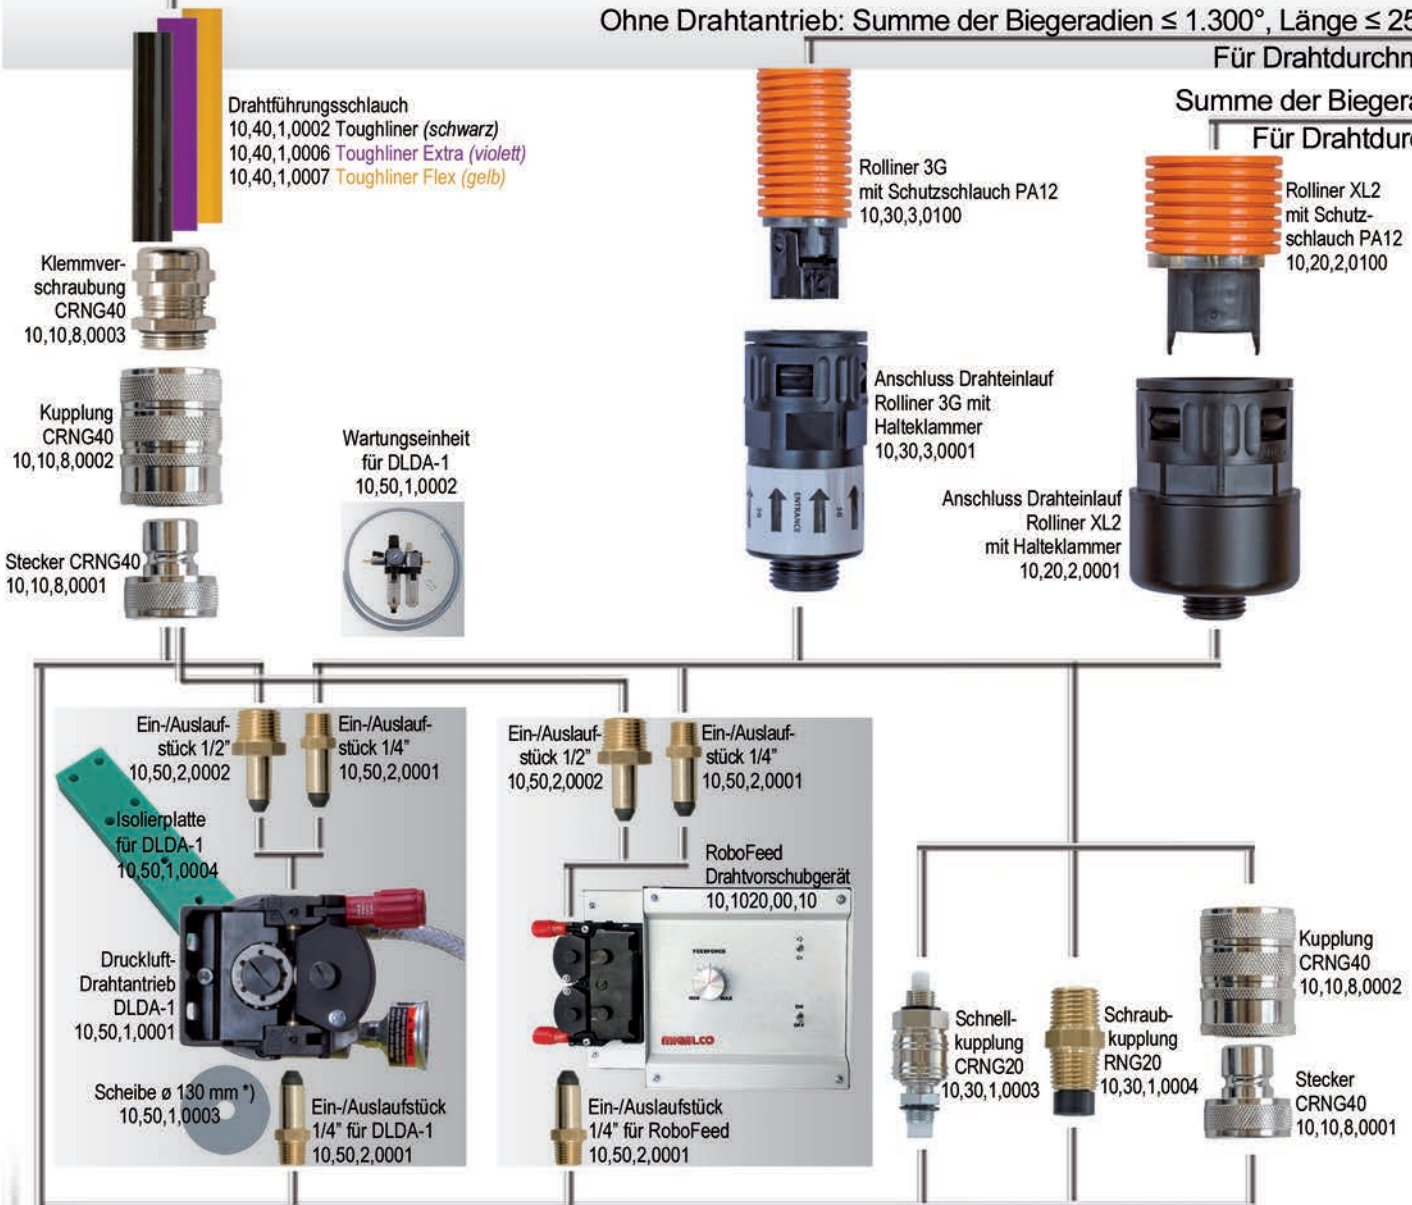 Ohne Drahtantrieb: Summe der Biegeradien ≤ 1.300°, Länge ≤ 25
Für Drahtdurchm
Summe der Biegera
Für Drahtdur
Drahtführungsschlauch
10,40,1,0002 Toughliner (schwarz)
10,40,1,0006 Toughliner Extra (violett)
10,40,1,0007 Toughliner Flex (gelb)
Rolliner 3G
mit Schutzschlauch PA12
10,30,3,0100
Rolliner XL2
mit Schutz-
schlauch PA12
10,20,2,0100
Klemmver-
schraubung
CRNG40
10,10,8,0003
Kupplung
CRNG40
10,10,8,0002
Stecker CRNG40
10,10,8,0001
Wartungseinheit
für DLDA-1
10,50,1,0002
Anschluss Drahteinlauf
Rolliner 3G mit
Halteklammer
10,30,3,0001
3G
ENTRANCE
3G
Anschluss Drahteinlauf
Rolliner XL2
mit Halteklammer
10,20,2,0001
Ein-/Auslauf-
stück 1/2”
10,50,2,0002
Ein-/Auslauf-
stück 1/4”
10,50,2,0001
Isolierplatte
für DLDA-1
10,50,1,0004
Druckluft-
Drahtantrieb
DLDA-1
10,50,1,0001
Scheibe ø 130 mm *)
10,50,1,0003
Ein-/Auslaufstück
1/4” für DLDA-1
10,50,2,0001
Ein-/Auslauf-
stück 1/2”
10,50,2,0002
Ein-/Auslauf-
stück 1/4”
10,50,2,0001
RoboFeed
Drahtvorschubgerät
10,1020,00,10
FEEDFORCE
MIN MAX
ON
OFF
MIGALCO
Ein-/Auslaufstück
1/4” für RoboFeed
10,50,2,0001
Schnell-
kupplung
CRNG20
10,30,1,0003
Schraub-
kupplung
RNG20
10,30,1,0004
Kupplung
CRNG40
10,10,8,0002
Stecker
CRNG40
10,10,8,0001